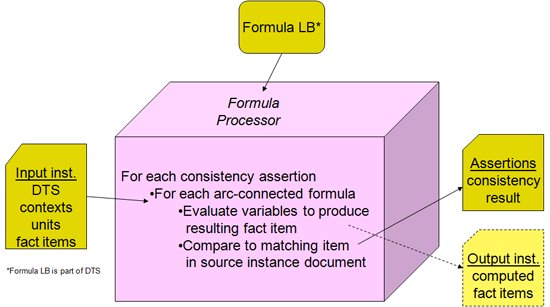 Formula LB*
Formula
Processor
Input inst.
DTS
contexts
units
fact items
For each consistency assertion
•For each arc-connected formula
•Evaluate variables to produce
resulting fact item
•Compare to matching item
in source instance document
Assertions
consistency
result
Output inst.
computed
fact items
*Formula LB is part of DTS